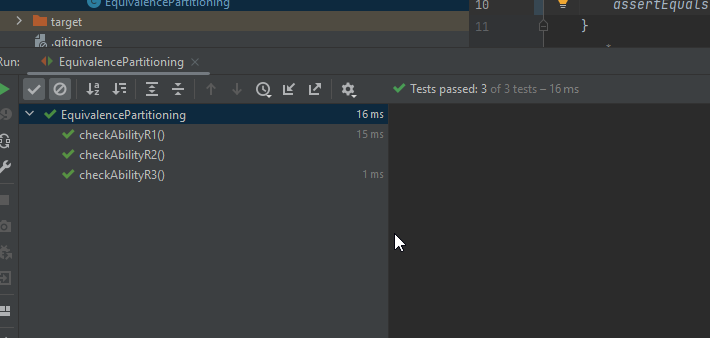 EquivalencePartitioning
target
.gitignore
10 assertEquals
11 }
Run: EquivalencePartitioning
Tests passed: 3 of 3 tests – 16 ms
EquivalencePartitioning 16 ms
checkAbilityR1() 15 ms
checkAbilityR2()
checkAbilityR3() 1 ms